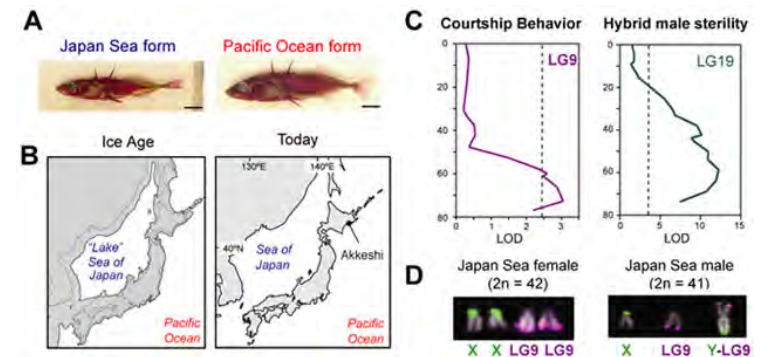 A
Japan Sea form
Pacific Ocean form
B
Ice Age
Today
"Lake"
Sea of
Japan
Pacific
Ocean
130ºE
140ºE
40ºN
Sea of
Japan
Akkeshi
Pacific
Ocean
C
Courtship Behavior
Hybrid male sterility
LG9
0
20
40
60
80
0
1
2
3
LOD
LG19
0
20
40
60
80
0
5
10
15
LOD
D
Japan Sea female
(2n = 42)
X X LG9 LG9
Japan Sea male
(2n = 41)
X LG9 Y-LG9